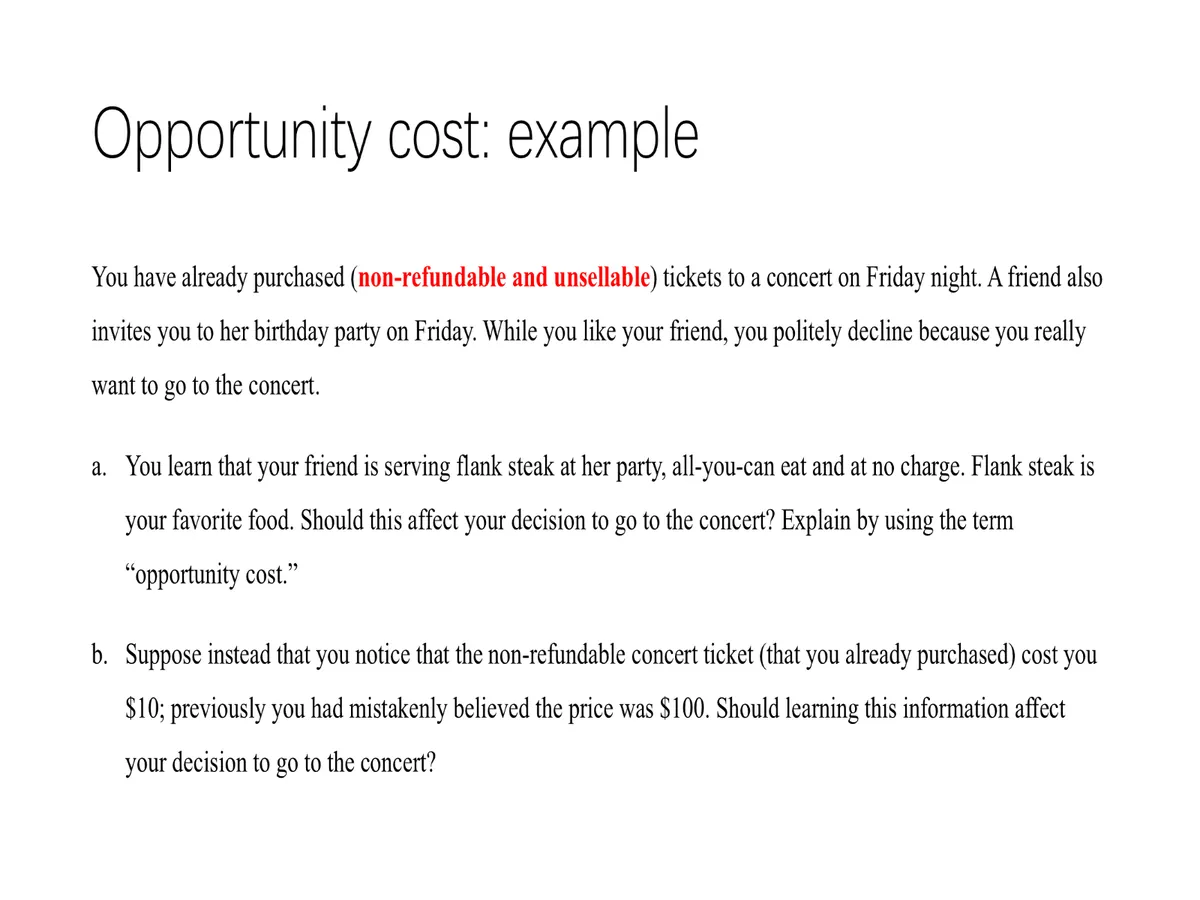 Opportunity cost: example
You have already purchased (non-refundable and unsellable) tickets to a concert on Friday night. A friend also
invites you to her birthday party on Friday. While you like your friend, you politely decline because you really
want to go to the concert.
a. You learn that your friend is serving flank steak at her party, all-you-can eat and at no charge. Flank steak is
your favorite food. Should this affect your decision to go to the concert? Explain by using the term
“opportunity cost.”
b. Suppose instead that you notice that the non-refundable concert ticket (that you already purchased) cost you
$10; previously you had mistakenly believed the price was $100. Should learning this information affect
your decision to go to the concert?